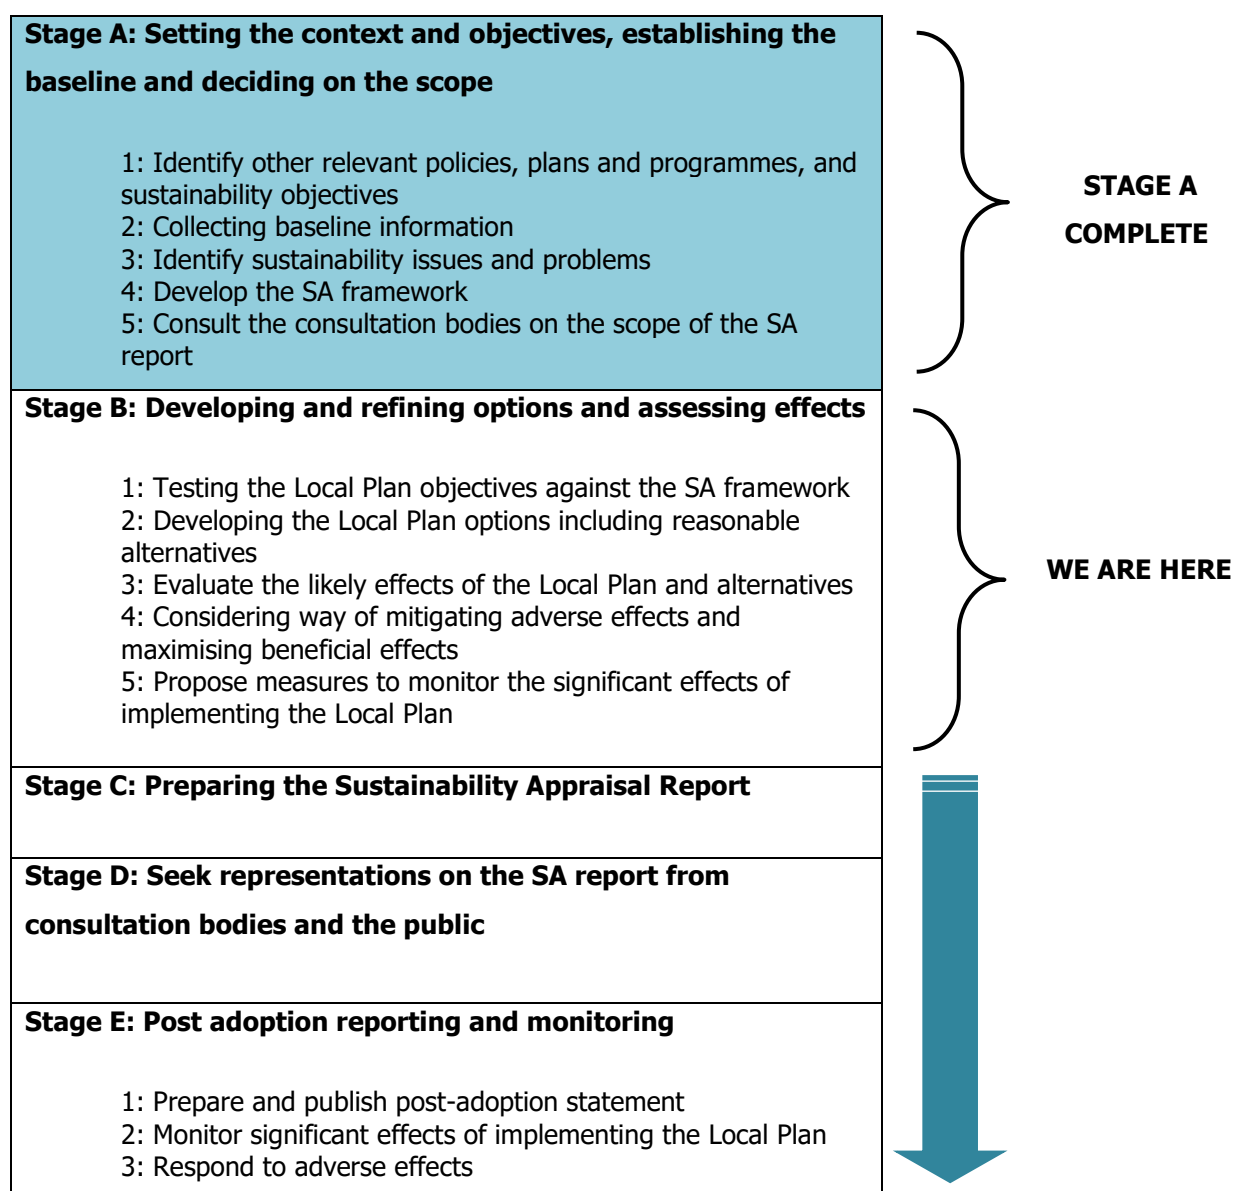 Stage A: Setting the context and objectives, establishing the
baseline and deciding on the scope
1: Identify other relevant policies, plans and programmes, and
sustainability objectives
2: Collecting baseline information
3: Identify sustainability issues and problems
4: Develop the SA framework
5: Consult the consultation bodies on the scope of the SA
report
STAGE A
COMPLETE
Stage B: Developing and refining options and assessing effects
1: Testing the Local Plan objectives against the SA framework
2: Developing the Local Plan options including reasonable
alternatives
3: Evaluate the likely effects of the Local Plan and alternatives
4: Considering way of mitigating adverse effects and
maximising beneficial effects
5: Propose measures to monitor the significant effects of
implementing the Local Plan
WE ARE HERE
Stage C: Preparing the Sustainability Appraisal Report
Stage D: Seek representations on the SA report from
consultation bodies and the public
Stage E: Post adoption reporting and monitoring
1: Prepare and publish post-adoption statement
2: Monitor significant effects of implementing the Local Plan
3: Respond to adverse effects